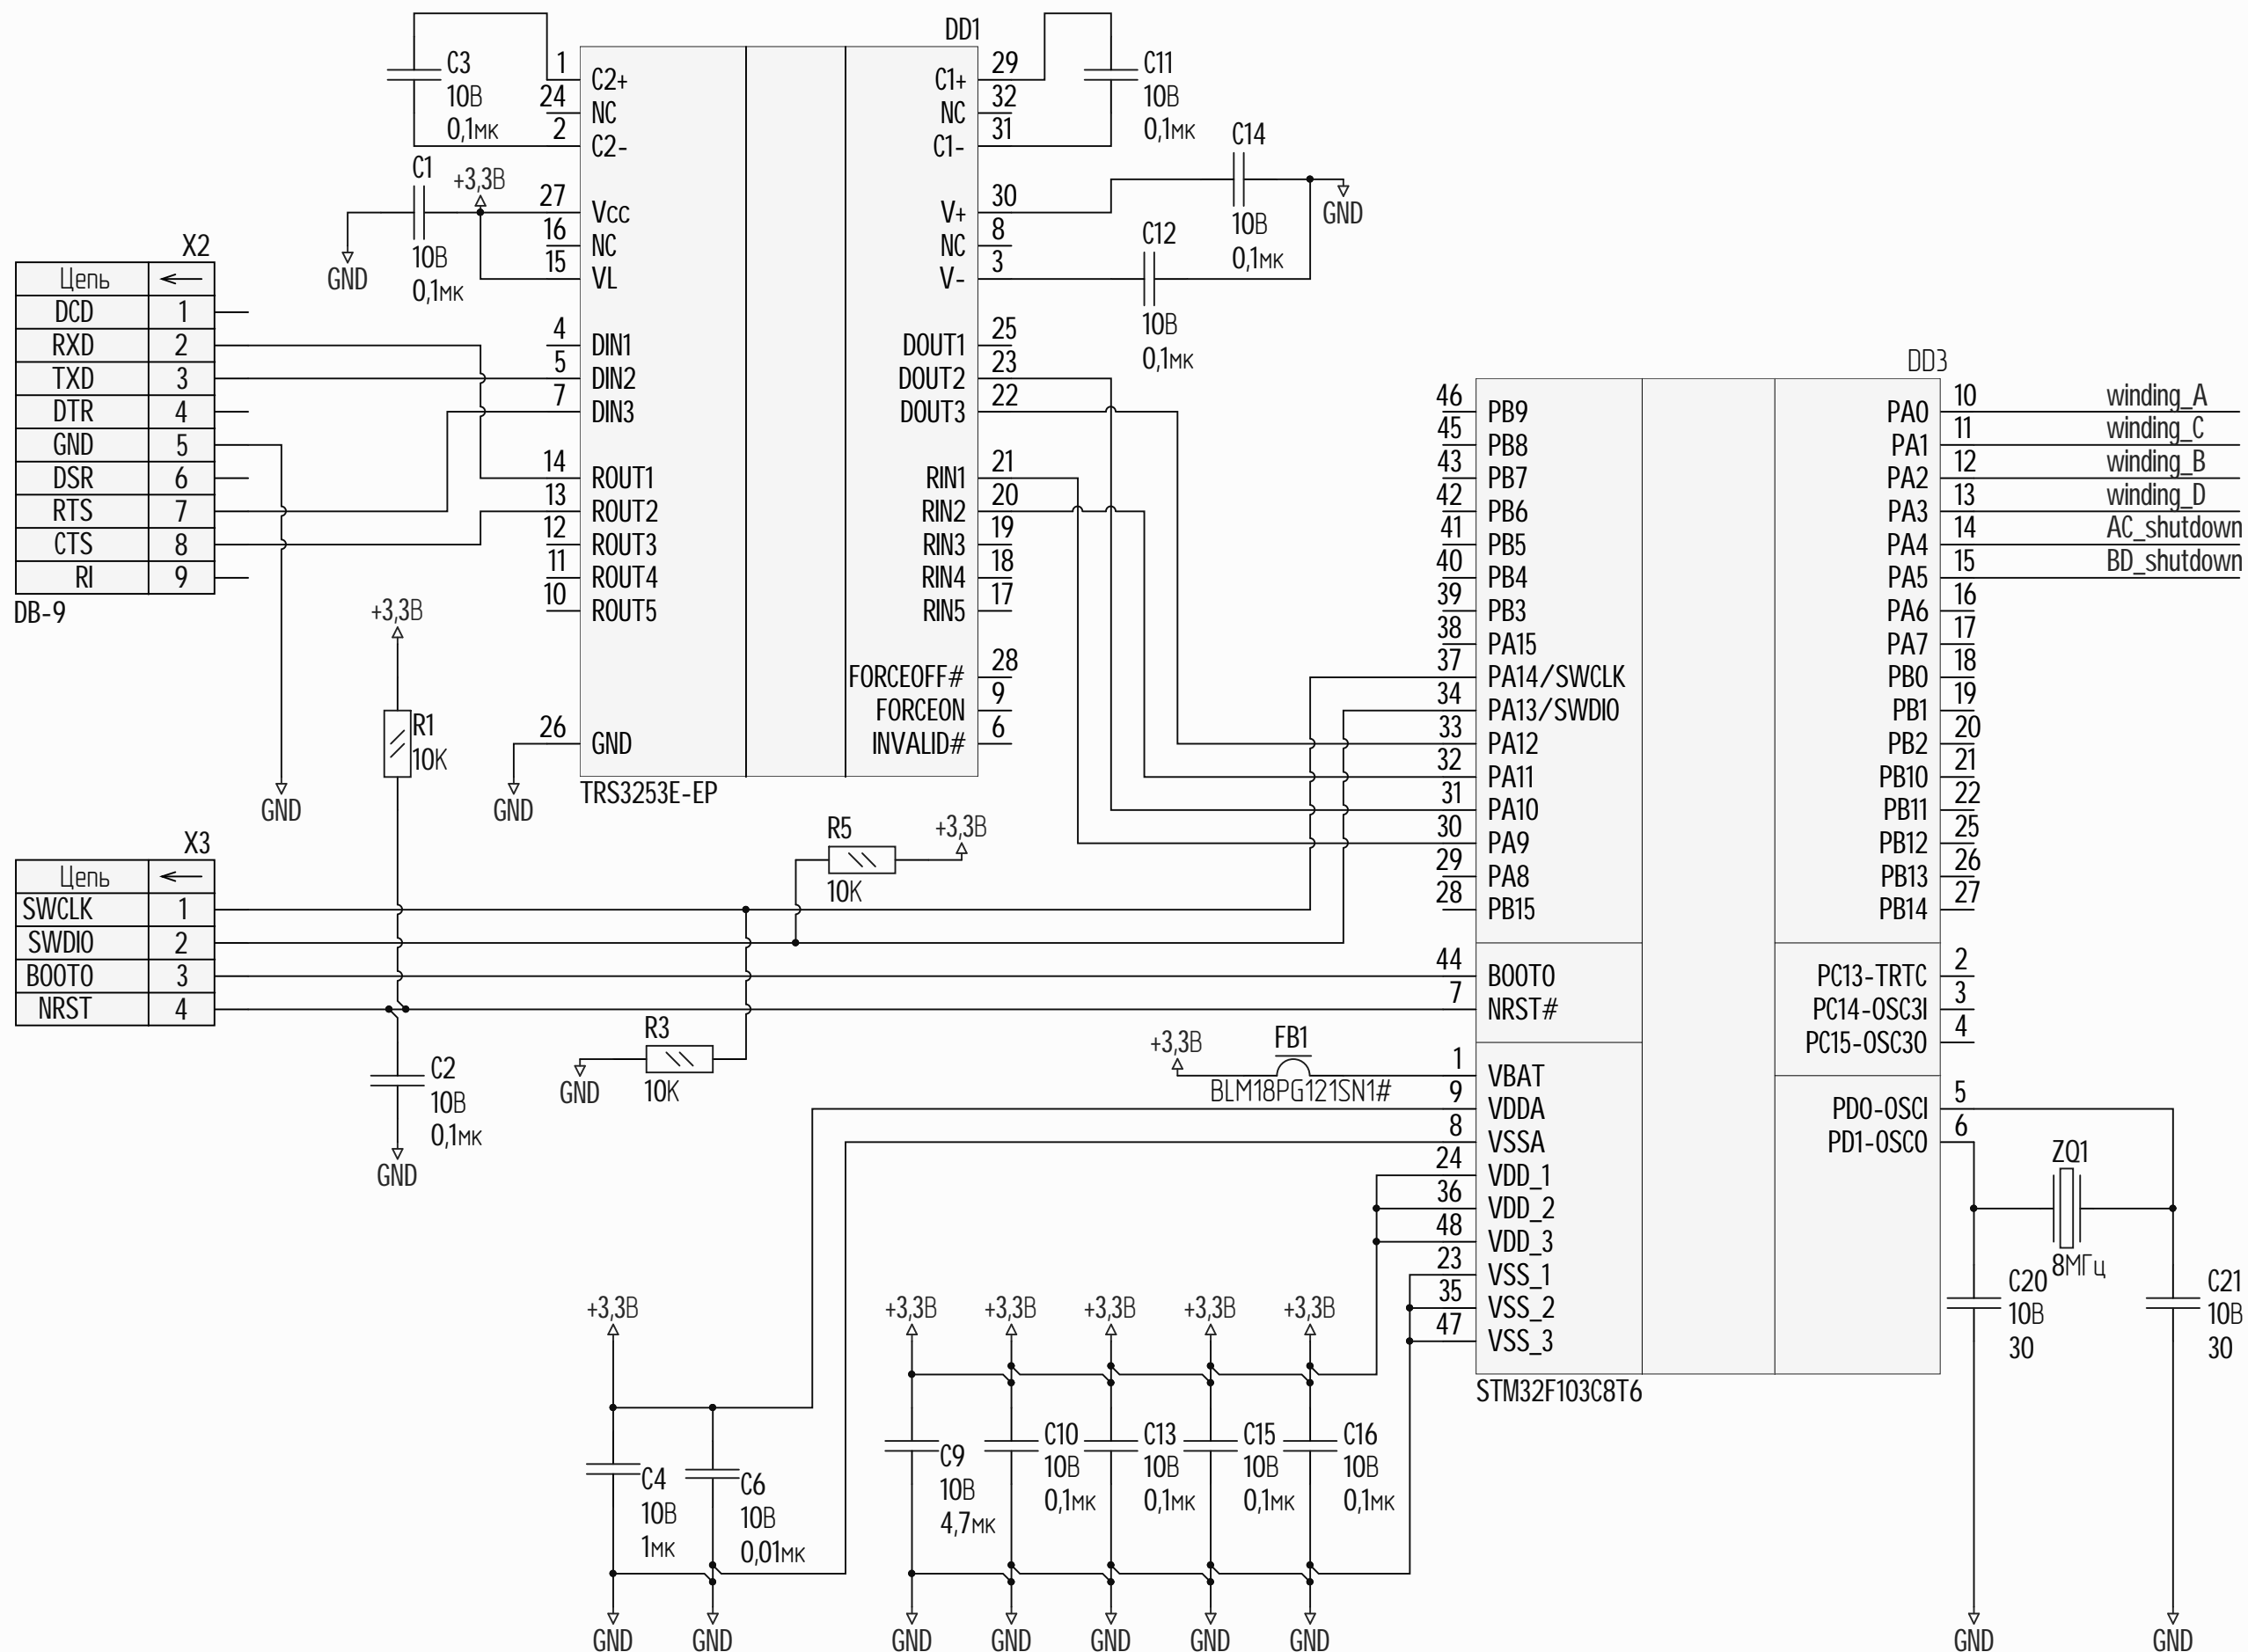 DD1
C3
10В
0,1мк
1
C2+
24
NC
2
C2-
C1+
29
NC
32
C1-
31
C11
10В
0,1мк
C1
+3,3В
10В
0,1мк
GND
27
Vcc
16
NC
15
VL
V+
30
NC
8
V-
3
C14
10В
0,1мк
GND
C12
10В
0,1мк
X2
Цепь
DCD 1
RXD 2
TXD 3
DTR 4
GND 5
DSR 6
RTS 7
CTS 8
RI 9
DB-9
4
DIN1
5
DIN2
7
DIN3
14
ROUT1
13
ROUT2
12
ROUT3
11
ROUT4
10
ROUT5
26
GND
DOUT1
25
DOUT2
23
DOUT3
22
RIN1
21
RIN2
20
RIN3
19
RIN4
18
RIN5
17
FORCEOFF#
28
FORCEON
9
INVALID#
6
TRS3253E-EP
GND
GND
+3,3В
R1
10K
R5
10K
+3,3В
X3
Цепь
SWCLK 1
SWDIO 2
BOOT0 3
NRST 4
R3
10K
GND
C2
10В
0,1мк
GND
DD3
46
PB9
45
PB8
43
PB7
42
PB6
41
PB5
40
PB4
39
PB3
38
PA15
37
PA14/SWCLK
34
PA13/SWDIO
33
PA12
32
PA11
31
PA10
30
PA9
29
PA8
28
PB15
44
BOOT0
7
NRST#
1
VBAT
9
VDDA
8
VSSA
24
VDD_1
36
VDD_2
48
VDD_3
23
VSS_1
35
VSS_2
47
VSS_3
PA0
10
winding_A
PA1
11
winding_C
PA2
12
winding_B
PA3
13
winding_D
PA4
14
AC_shutdown
PA5
15
BD_shutdown
PA6
16
PA7
17
PB0
18
PB1
19
PB2
20
PB10
21
PB11
22
PB12
25
PB13
26
PB14
27
PC13-TRTC
2
PC14-OSC3I
3
PC15-OSC3O
4
PD0-OSCI
5
PD1-OSCO
6
STM32F103C8T6
+3,3В
FB1
BLM18PG121SN1#
ZQ1
8МГц
C20
10В
30
C21
10В
30
GND
GND
+3,3В
C4
10В
1мк
C6
10В
0,01мк
GND
GND
+3,3В
+3,3В
+3,3В
+3,3В
+3,3В
C9
10В
4,7мк
C10
10В
0,1мк
C13
10В
0,1мк
C15
10В
0,1мк
C16
10В
0,1мк
GND
GND
GND
GND
GND